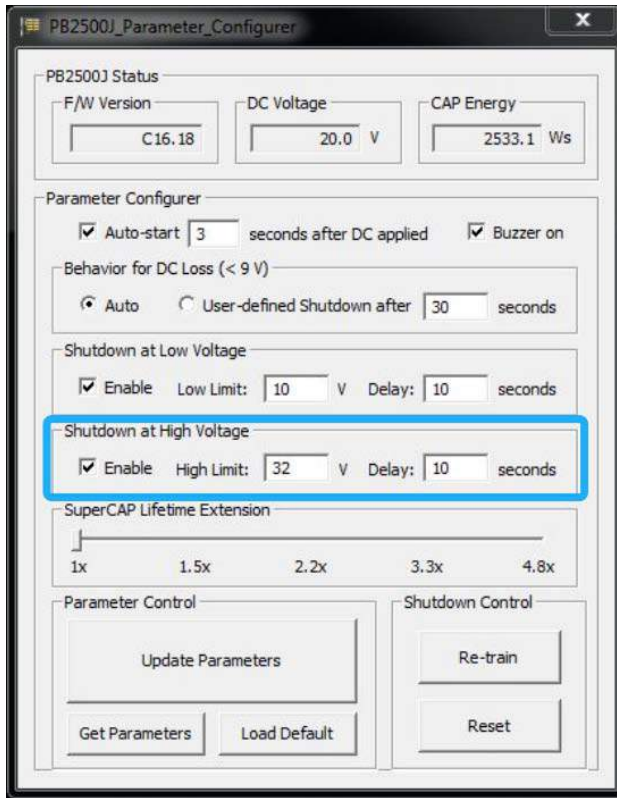 PB2500J_Parameter_Configurer
x
PB2500J Status
F/W Version DC Voltage CAP Energy
C16.18 20.0 V 2533.1 Ws
Parameter Configurer
Auto-start 3 seconds after DC applied Buzzer on
Behavior for DC Loss (< 9 V)
Auto User-defined Shutdown after 30 seconds
Shutdown at Low Voltage
Enable Low Limit: 10 V Delay: 10 seconds
Shutdown at High Voltage
Enable High Limit: 32 V Delay: 10 seconds
SuperCAP Lifetime Extension
1x 1.5x 2.2x 3.3x 4.8x
Parameter Control Shutdown Control
Update Parameters Re-train
Get Parameters Load Default Reset